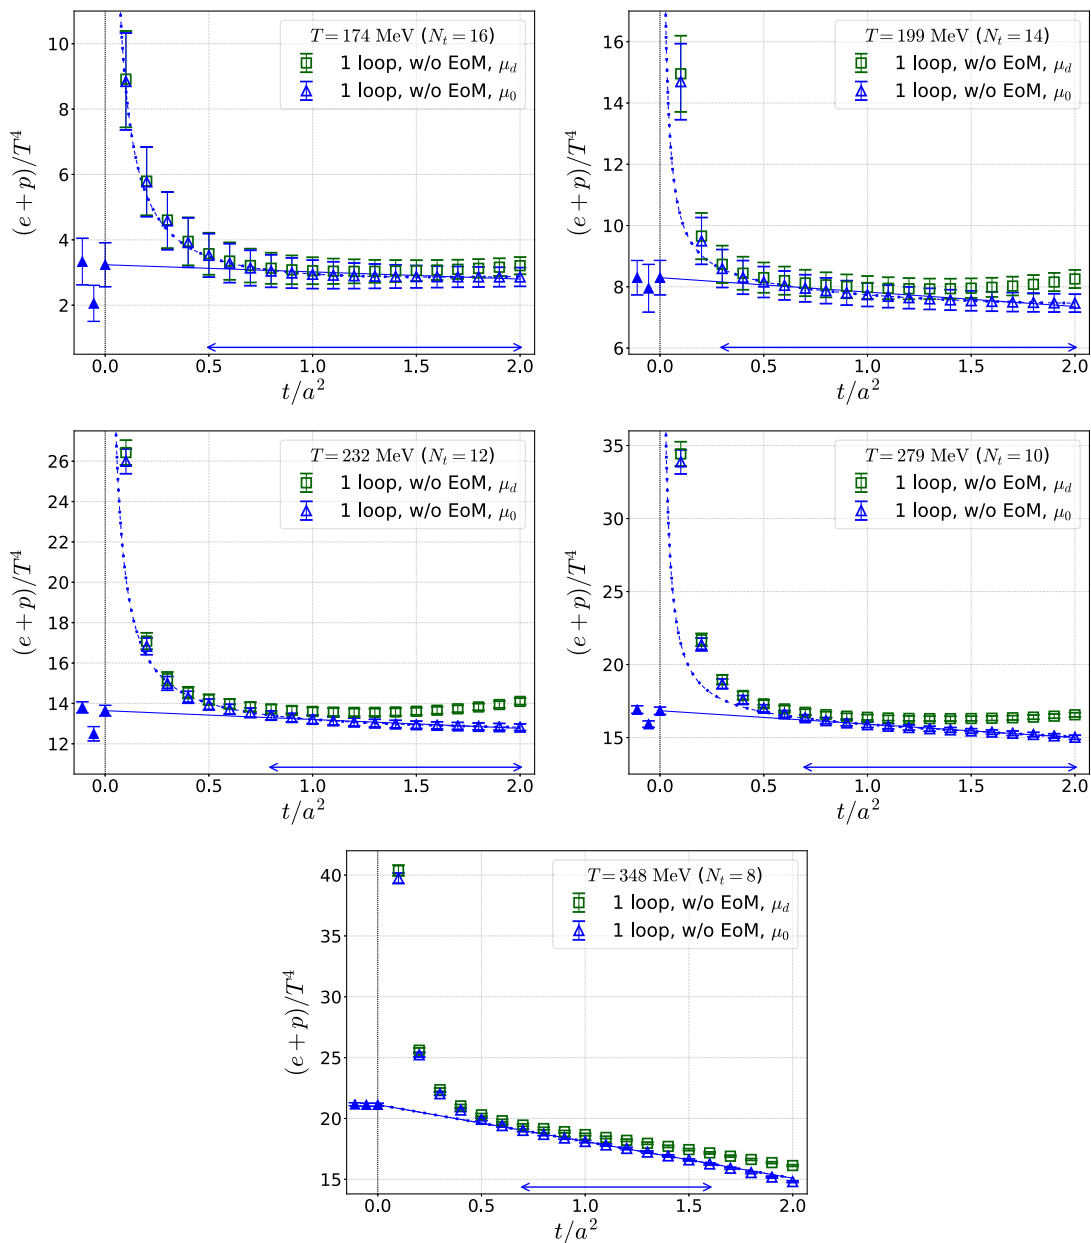 T = 174 MeV (N_t = 16)
1 loop, w/o EoM, μ_d
1 loop, w/o EoM, μ_0
(e + p)/T^4
10
8
6
4
2
0.0 0.5 1.0 1.5 2.0
t/a^2
T = 199 MeV (N_t = 14)
1 loop, w/o EoM, μ_d
1 loop, w/o EoM, μ_0
(e + p)/T^4
16
14
12
10
8
6
0.0 0.5 1.0 1.5 2.0
t/a^2
T = 232 MeV (N_t = 12)
1 loop, w/o EoM, μ_d
1 loop, w/o EoM, μ_0
(e + p)/T^4
26
24
22
20
18
16
14
12
0.0 0.5 1.0 1.5 2.0
t/a^2
T = 279 MeV (N_t = 10)
1 loop, w/o EoM, μ_d
1 loop, w/o EoM, μ_0
(e + p)/T^4
35
30
25
20
15
0.0 0.5 1.0 1.5 2.0
t/a^2
T = 348 MeV (N_t = 8)
1 loop, w/o EoM, μ_d
1 loop, w/o EoM, μ_0
(e + p)/T^4
40
35
30
25
20
15
0.0 0.5 1.0 1.5 2.0
t/a^2